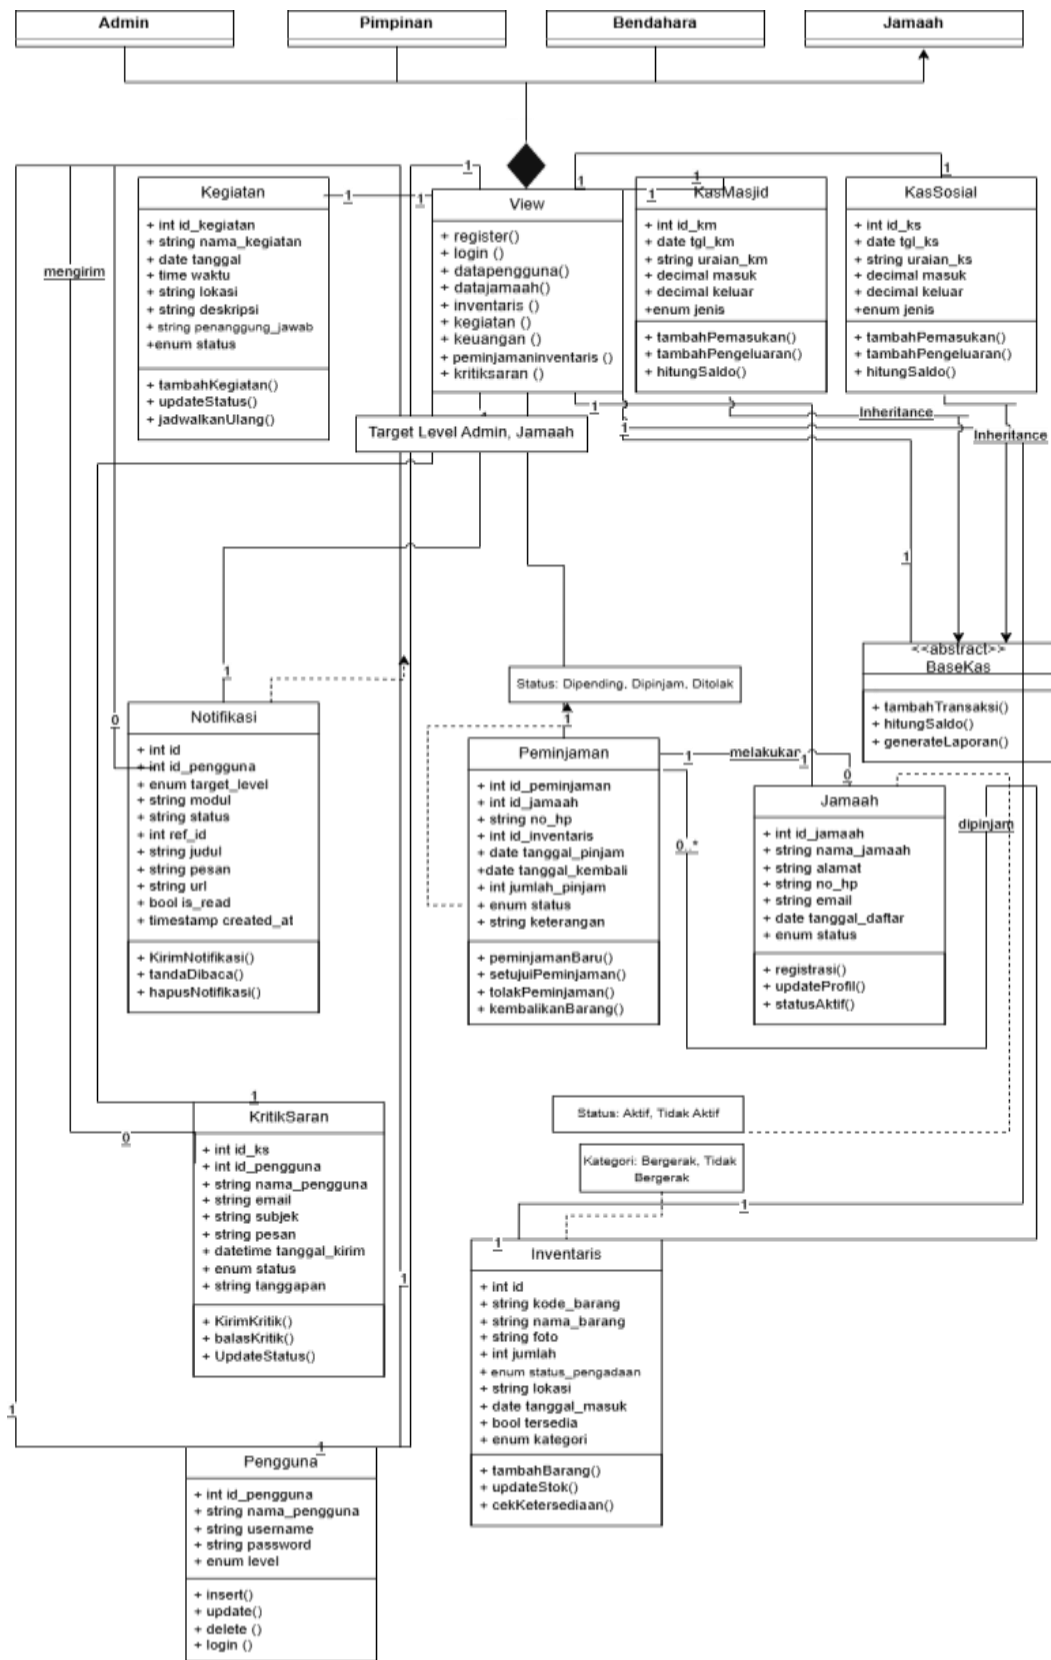 Admin
Pimpinan
Bendahara
Jamaah
1
1
1
1
Kegiatan
+ int id_kegiatan
+ string nama_kegiatan
+ date tanggal
+ time waktu
+ string lokasi
+ string deskripsi
+ string penanggung_jawab
+enum status
+ tambahKegiatan()
+ updateStatus()
+ jadwalkanUlang()
mengirim
1
1
View
+ register()
+ login ()
+ datapengguna()
+ datajamaah()
+ inventaris ()
+ kegiatan ()
+ keuangan ()
+ peminjamaninventaris ()
+ kritiksaran ()
1
KasMasjid
+ int id_km
+ date tgl_km
+ string uraian_km
+ decimal masuk
+ decimal keluar
+enum jenis
+ tambahPemasukan()
+ tambahPengeluaran()
+ hitungSaldo()
KasSosial
+ int id_ks
+ date tgl_ks
+ string uraian_ks
+ decimal masuk
+ decimal keluar
+enum jenis
+ tambahPemasukan()
+ tambahPengeluaran()
+ hitungSaldo()
Target Level Admin, Jamaah
1
1
Inheritance
Inheritance
1
1
<<abstract>>
BaseKas
+ tambahTransaksi()
+ hitungSaldo()
+ generateLaporan()
Status: Dipending, Dipinjam, Ditolak
0
1
Notifikasi
+ int id
+ int id_pengguna
+ enum target_level
+ string modul
+ string status
+ int ref_id
+ string judul
+ string pesan
+ string url
+ bool is_read
+ timestamp created_at
+ KirimNotifikasi()
+ tandaDibaca()
+ hapusNotifikasi()
Peminjaman
+ int id_peminjaman
+ int id_jamaah
+ string no_hp
+ int id_inventaris
+ date tanggal_pinjam
+date tanggal_kembali
+ int jumlah_pinjam
+ enum status
+ string keterangan
+ peminjamanBaru()
+ setujuiPeminjaman()
+ tolakPeminjaman()
+ kembalikanBarang()
1
melakukan
1
1
0
0..*
Jamaah
+ int id_jamaah
+ string nama_jamaah
+ string alamat
+ string no_hp
+ string email
+ date tanggal_daftar
+ enum status
+ registrasi()
+ updateProfil()
+ statusAktif()
dipinjam
Status: Aktif, Tidak Aktif
Kategori: Bergerak, Tidak
Bergerak
1
0
KritikSaran
+ int id_ks
+ int id_pengguna
+ string nama_pengguna
+ string email
+ string subjek
+ string pesan
+ datetime tanggal_kirim
+ enum status
+ string tanggapan
+ KirimKritik()
+ balasKritik()
+ UpdateStatus()
1
1
1
Inventaris
+ int id
+ string kode_barang
+ string nama_barang
+ string foto
+ int jumlah
+ enum status_pengadaan
+ string lokasi
+ date tanggal_masuk
+ bool tersedia
+ enum kategori
+ tambahBarang()
+ updateStok()
+ cekKetersediaan()
1
1
Pengguna
+ int id_pengguna
+ string nama_pengguna
+ string username
+ string password
+ enum level
+ insert()
+ update()
+ delete ()
+ login ()